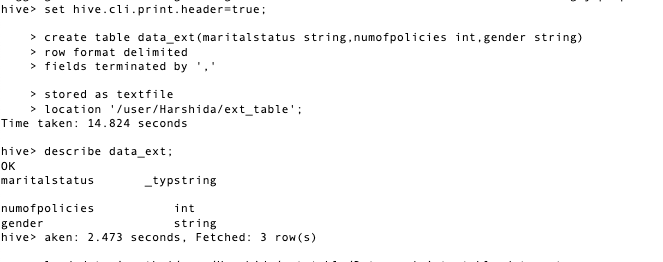 hive> set hive.cli.print.header=true;
> create table data_ext(maritalstatus string,numofpolicies int,gender string)
> row format delimited
> fields terminated by ','
> stored as textfile
> location '/user/Harshida/ext_table';
Time taken: 14.824 seconds
hive> describe data_ext;
OK
maritalstatus _typstring
numofpolicies int
gender string
hive> aken: 2.473 seconds, Fetched: 3 row(s)